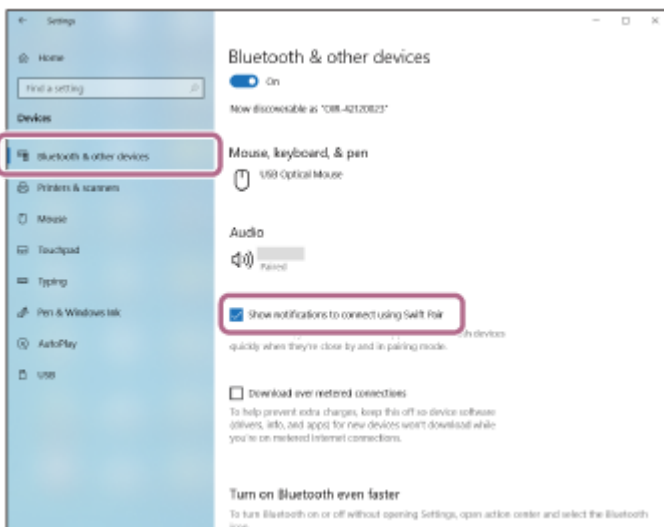 Settings
Home
Find a setting
Devices
Bluetooth & other devices
Printers & scanners
Mouse
Touchpad
Typing
Pen & Windows Ink
AutoPlay
USB
Bluetooth & other devices
On
Now discoverable as
Mouse, keyboard, & pen
USB Optical Mouse
Audio
Paired
Show notifications to connect using Swift Pair
devices
quickly when they're close by and in pairing mode.
Download over metered connections
To help prevent extra charges, keep this off so device software
(drivers, info, and apps) for new devices won't download while
you're on metered Internet connections.
Turn on Bluetooth even faster
To turn Bluetooth on or off without opening Settings, open action center and select the Bluetooth